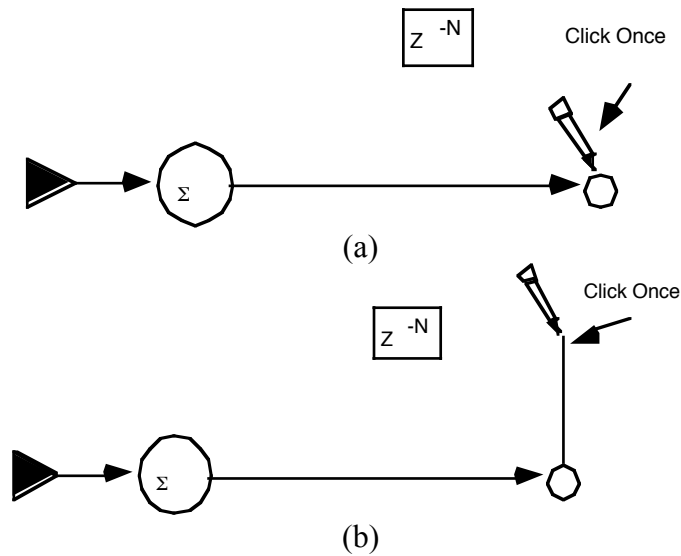 Z -N
Click Once
Σ
(a)
Z -N
Click Once
Σ
(b)